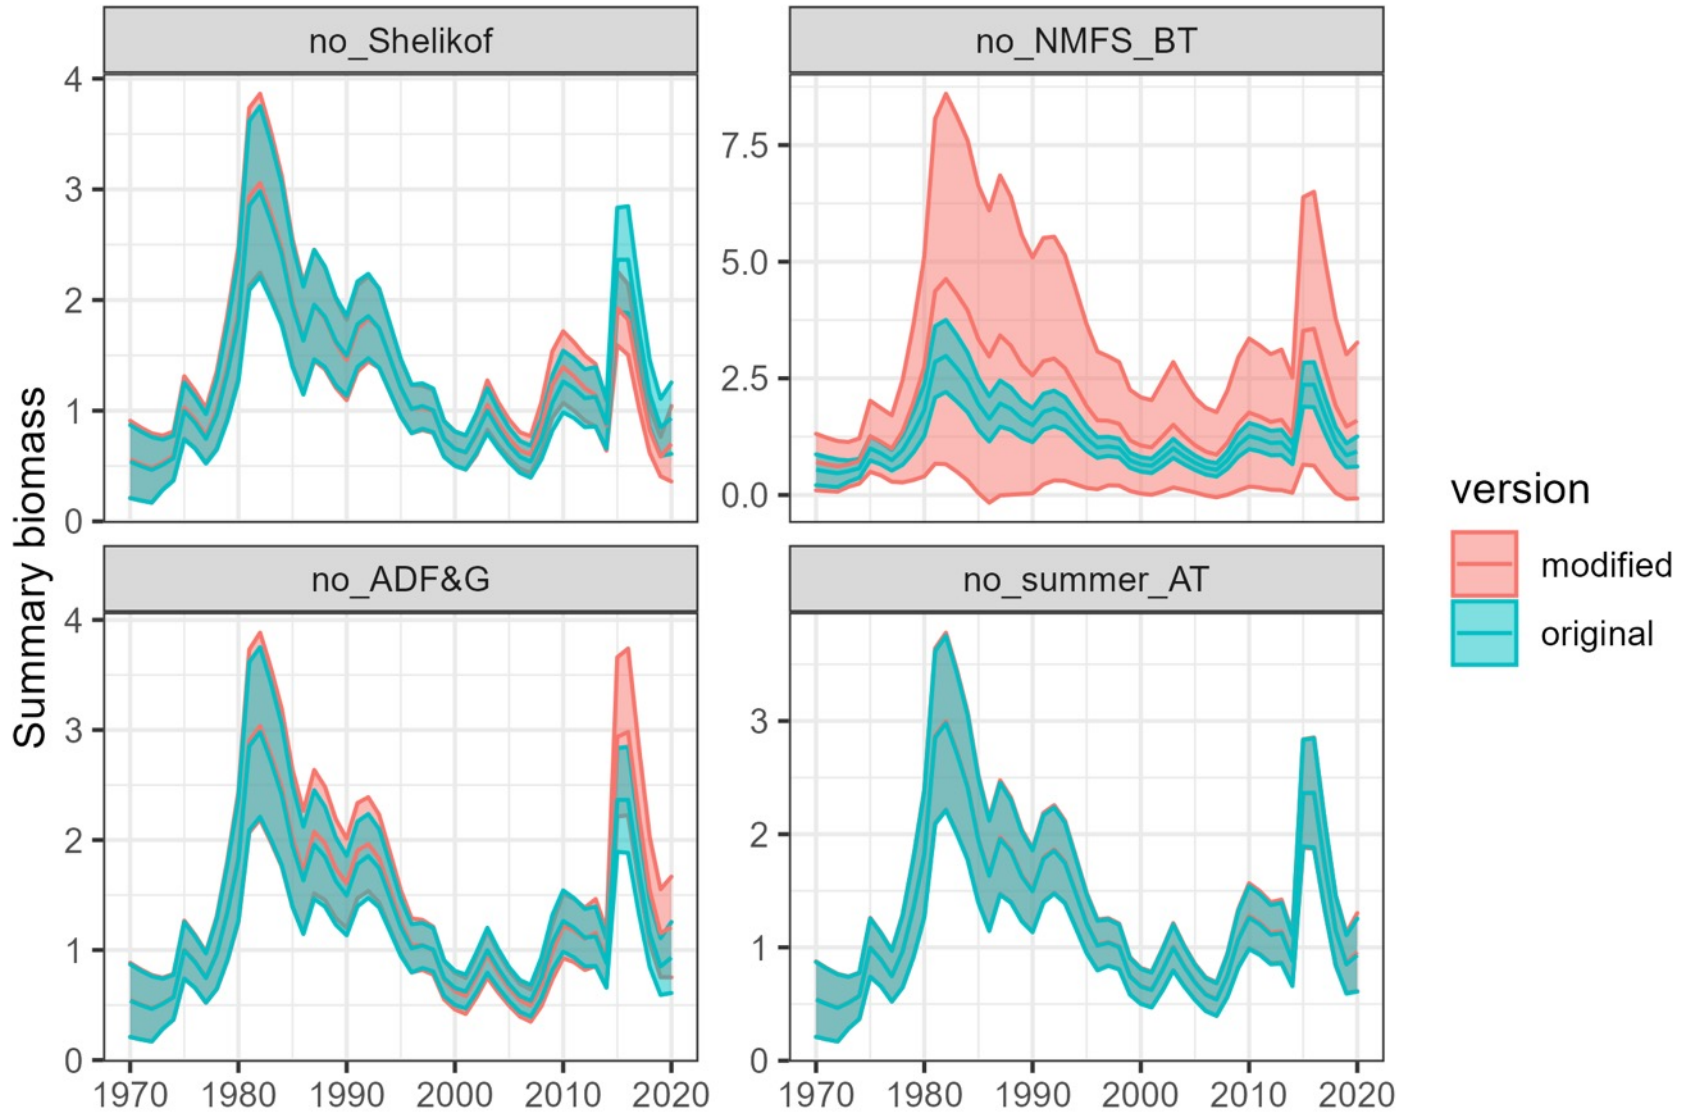 no_Shelikof
no_NMFS_BT
4
3
2
1
0
7.5
5.0
2.5
0.0
Summary biomass
no_ADF&G
no_summer_AT
4
3
2
1
0
3
2
1
0
1970 1980 1990 2000 2010 2020
1970 1980 1990 2000 2010 2020
version
modified
original